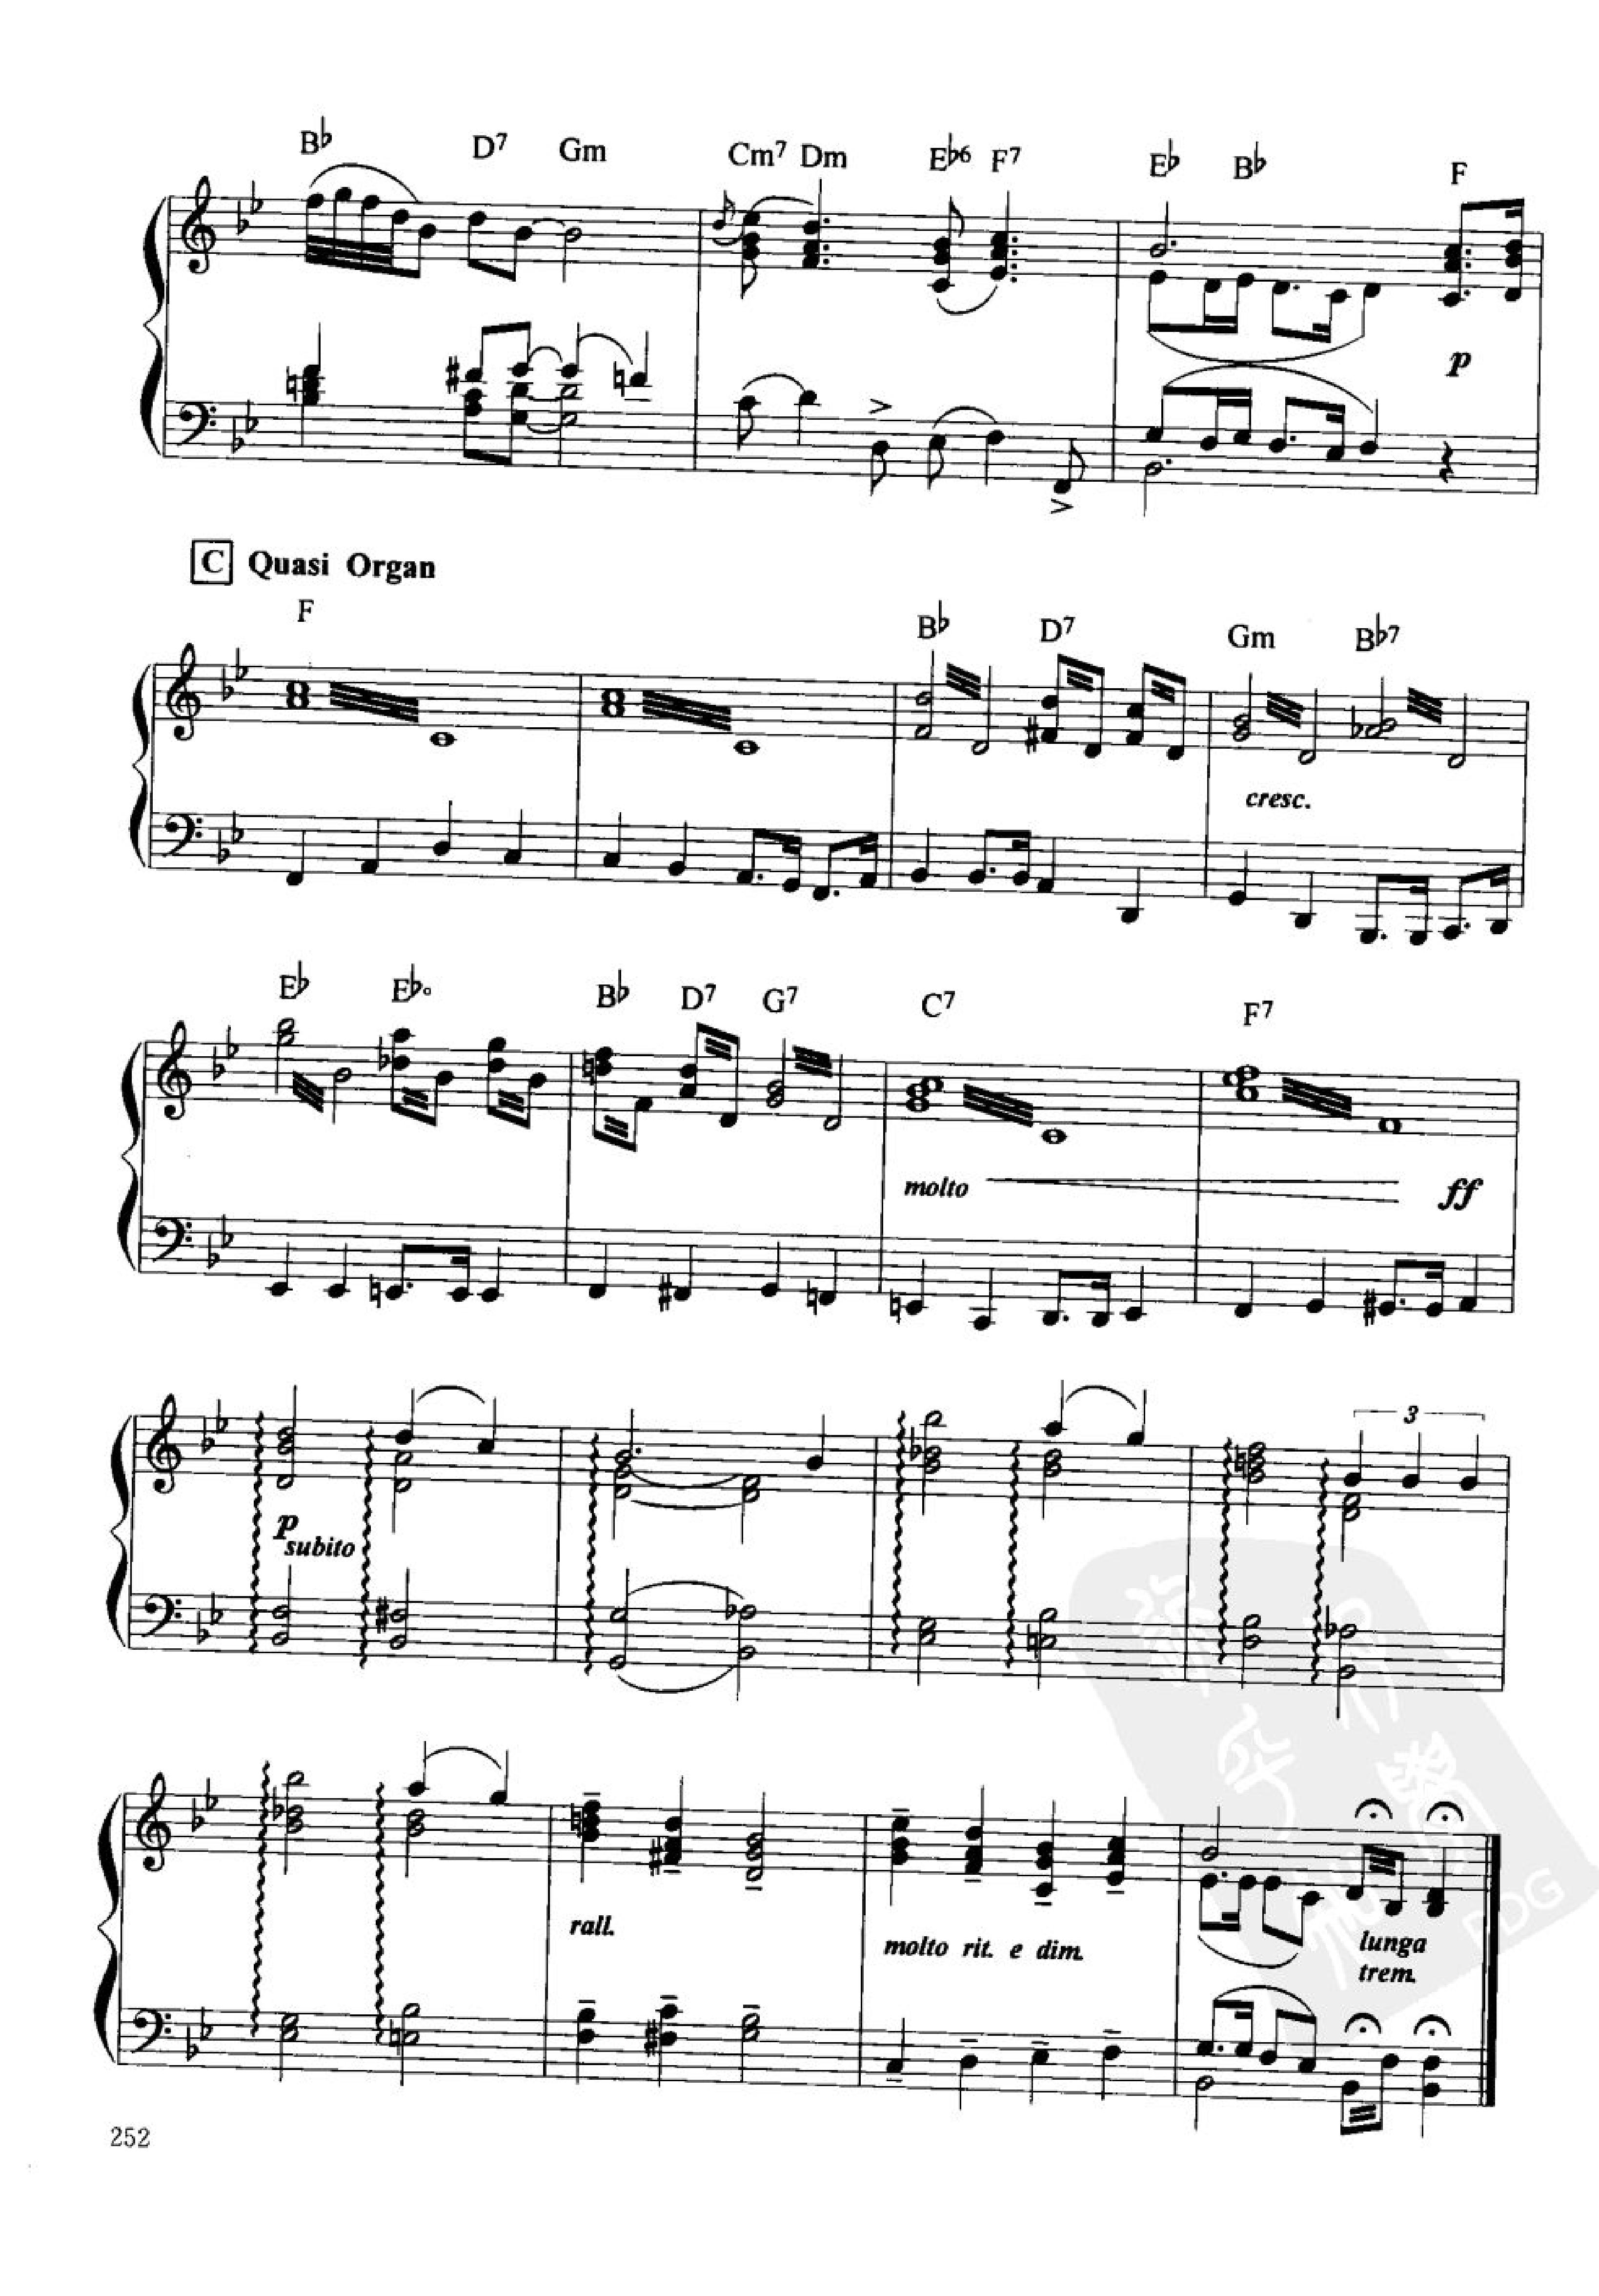 B♭ D7 Gm Cm7 Dm E♭6 F7 E♭ B♭ F
p
C Quasi Organ
F B♭ D7 Gm B♭7
cresc.
E♭ E♭° B♭ D7 G7 C7 F7
molto ff
3
p
subito
rall.
molto rit. e dim.
lunga
trem.
PDG
252